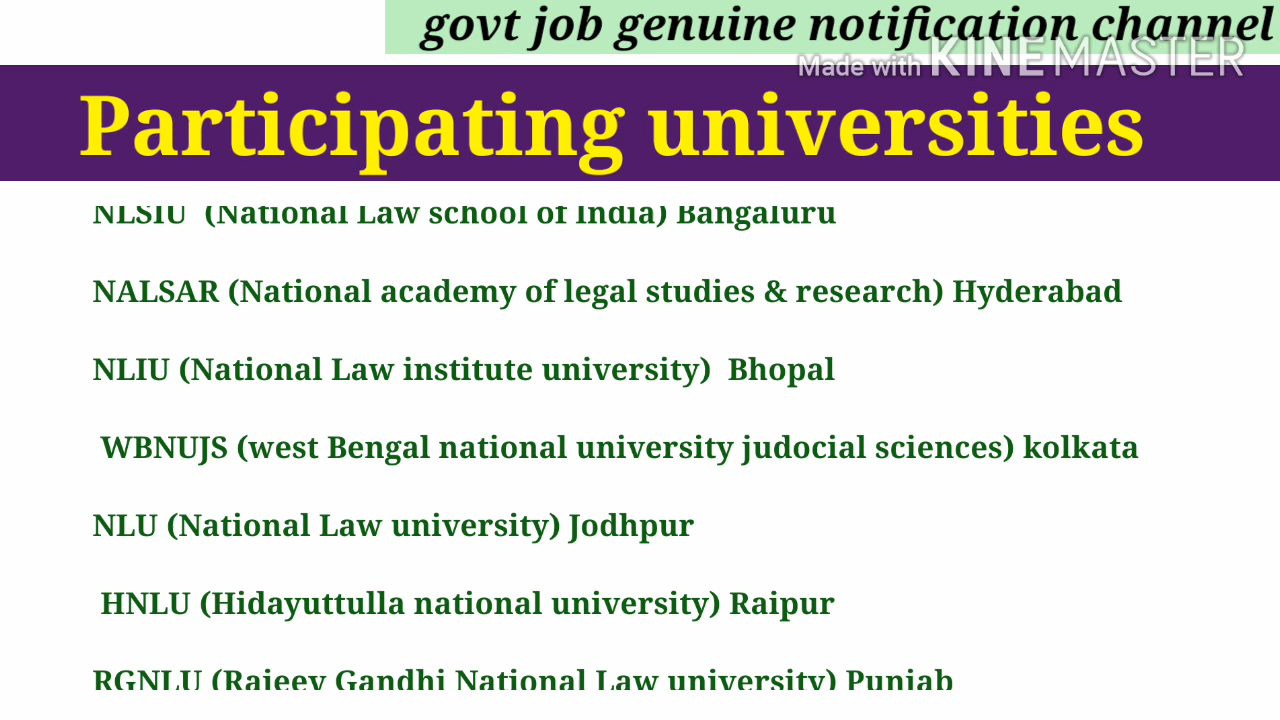 govt job genuine notification channel
Made with KINEMASTER
Participating universities
NLSIU (National Law school of India) Bangaluru
NALSAR (National academy of legal studies & research) Hyderabad
NLIU (National Law institute university) Bhopal
WBNUJS (west Bengal national university judocial sciences) kolkata
NLU (National Law university) Jodhpur
HNLU (Hidayuttulla national university) Raipur
RGNLU (Rajeev Gandhi National Law university) Punjab